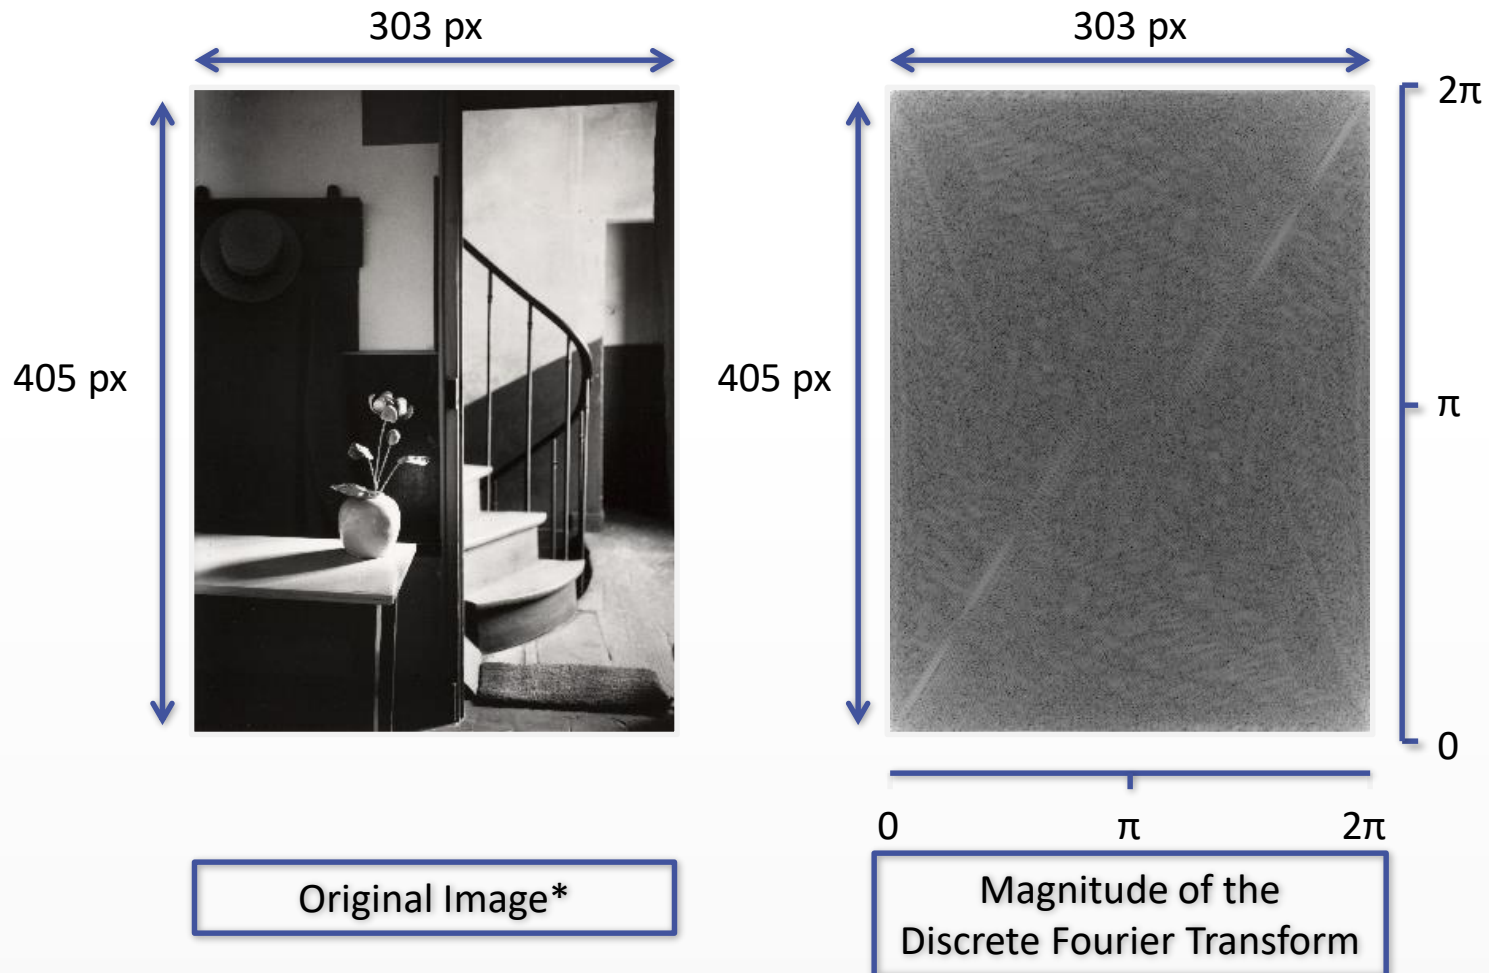 303 px
303 px
405 px
405 px
2π
π
0
0
π
2π
Original Image*
Magnitude of the
Discrete Fourier Transform